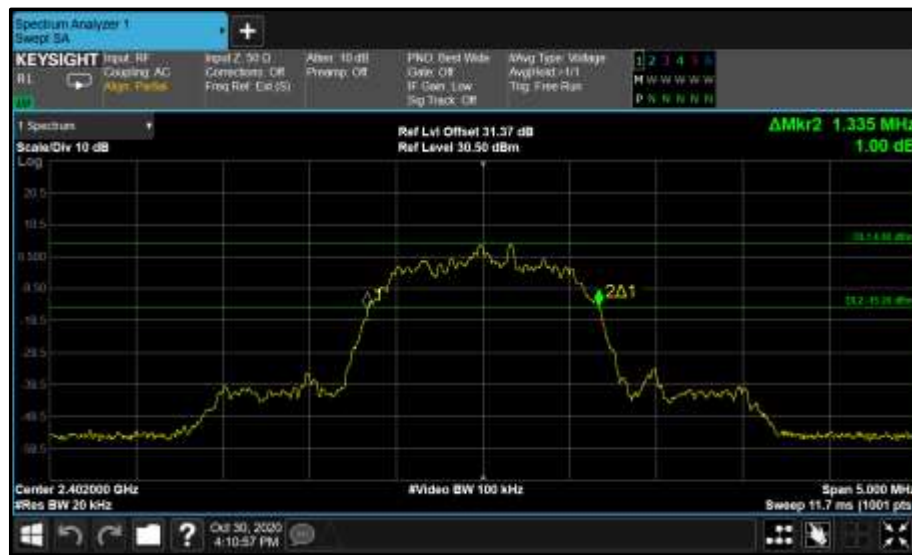 Spectrum Analyzer 1
Swept SA
KEYSIGHT
R L
Input: RF
Coupling: AC
Align: Partial
Input Z: 50 Ω
Corrections: Off
Freq Ref: Ext (S)
Atten: 10 dB
Preamp: Off
PNO: Best Wide
Gate: Off
IF Gain: Low
Sig Track: Off
#Avg Type: Voltage
Avg|Hold: >1/1
Trig: Free Run
1 2 3 4 5 6
M W W W W W
P N N N N N
1 Spectrum
Scale/Div 10 dB
Ref Lvl Offset 31.37 dB
Ref Level 30.50 dBm
ΔMkr2 1.335 MHz
1.00 dB
Log
20.5
10.5
0.500
-9.50
-19.5
-29.5
-39.5
-49.5
-59.5
2Δ1
Center 2.402000 GHz
#Res BW 20 kHz
#Video BW 100 kHz
Span 5.000 MHz
Sweep 11.7 ms (1001 pts)
?
Oct 30, 2020
4:10:57 PM